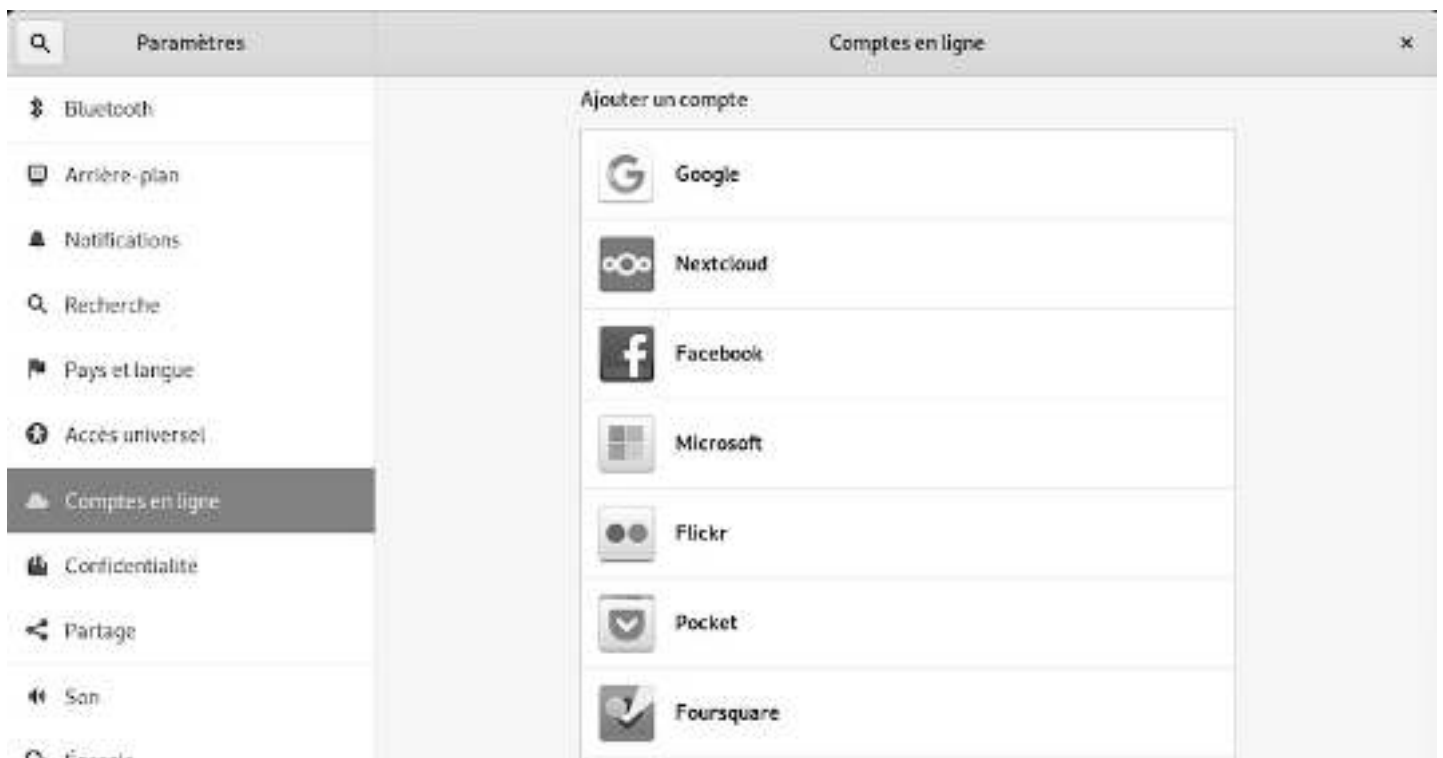 Paramètres
Comptes en ligne
Bluetooth
Arrière-plan
Notifications
Recherche
Pays et langue
Accès universel
Comptes en ligne
Confidentialité
Partage
Son
Ajouter un compte
Google
Nextcloud
Facebook
Microsoft
Flickr
Pocket
Foursquare